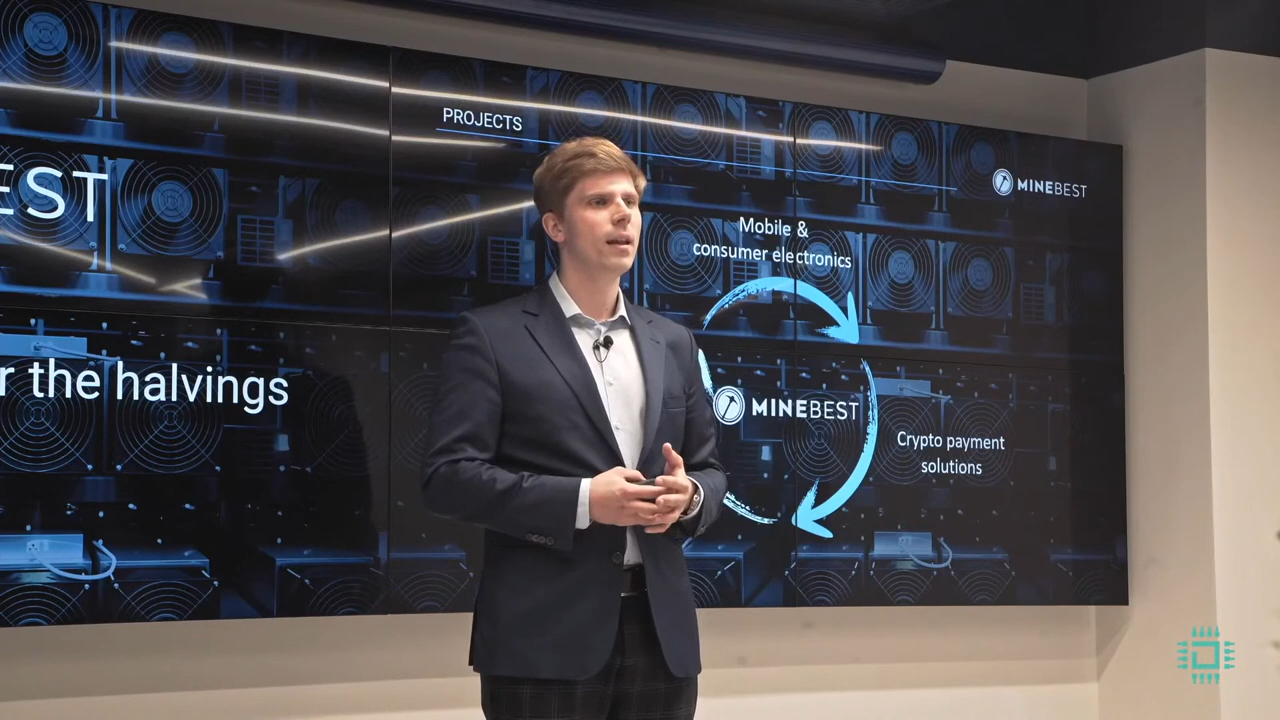 EST
r the halvings
PROJECTS
MINEBEST
Mobile &
consumer electronics
MINEBEST
Crypto payment
solutions